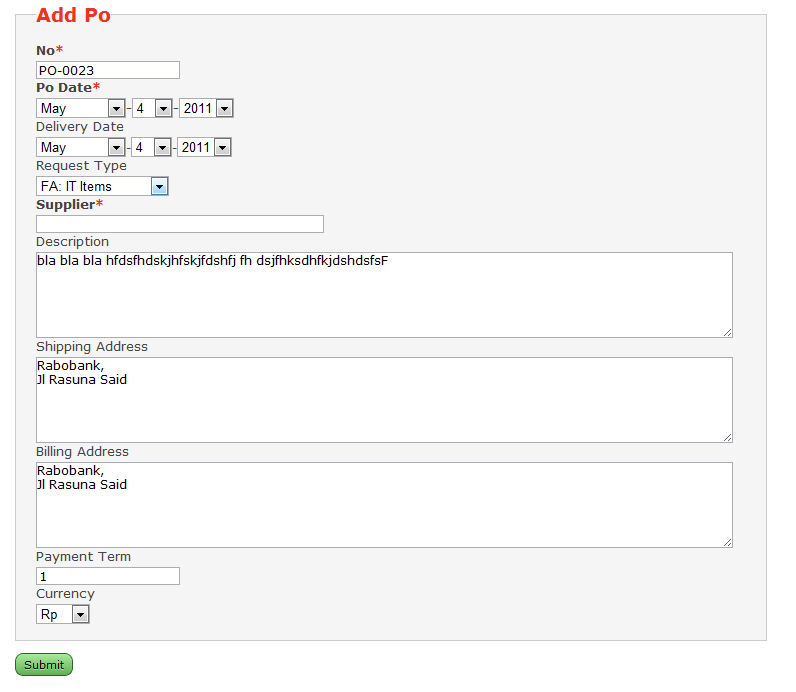 Add Po
No*
PO-0023
Po Date*
May - 4 - 2011
Delivery Date
May - 4 - 2011
Request Type
FA: IT Items
Supplier*
Description
bla bla bla hfdsfhdskjhfskjfdshfj fh dsjfhksdhfkjdshdsfsF
Shipping Address
Rabobank,
Jl Rasuna Said
Billing Address
Rabobank,
Jl Rasuna Said
Payment Term
1
Currency
Rp
Submit